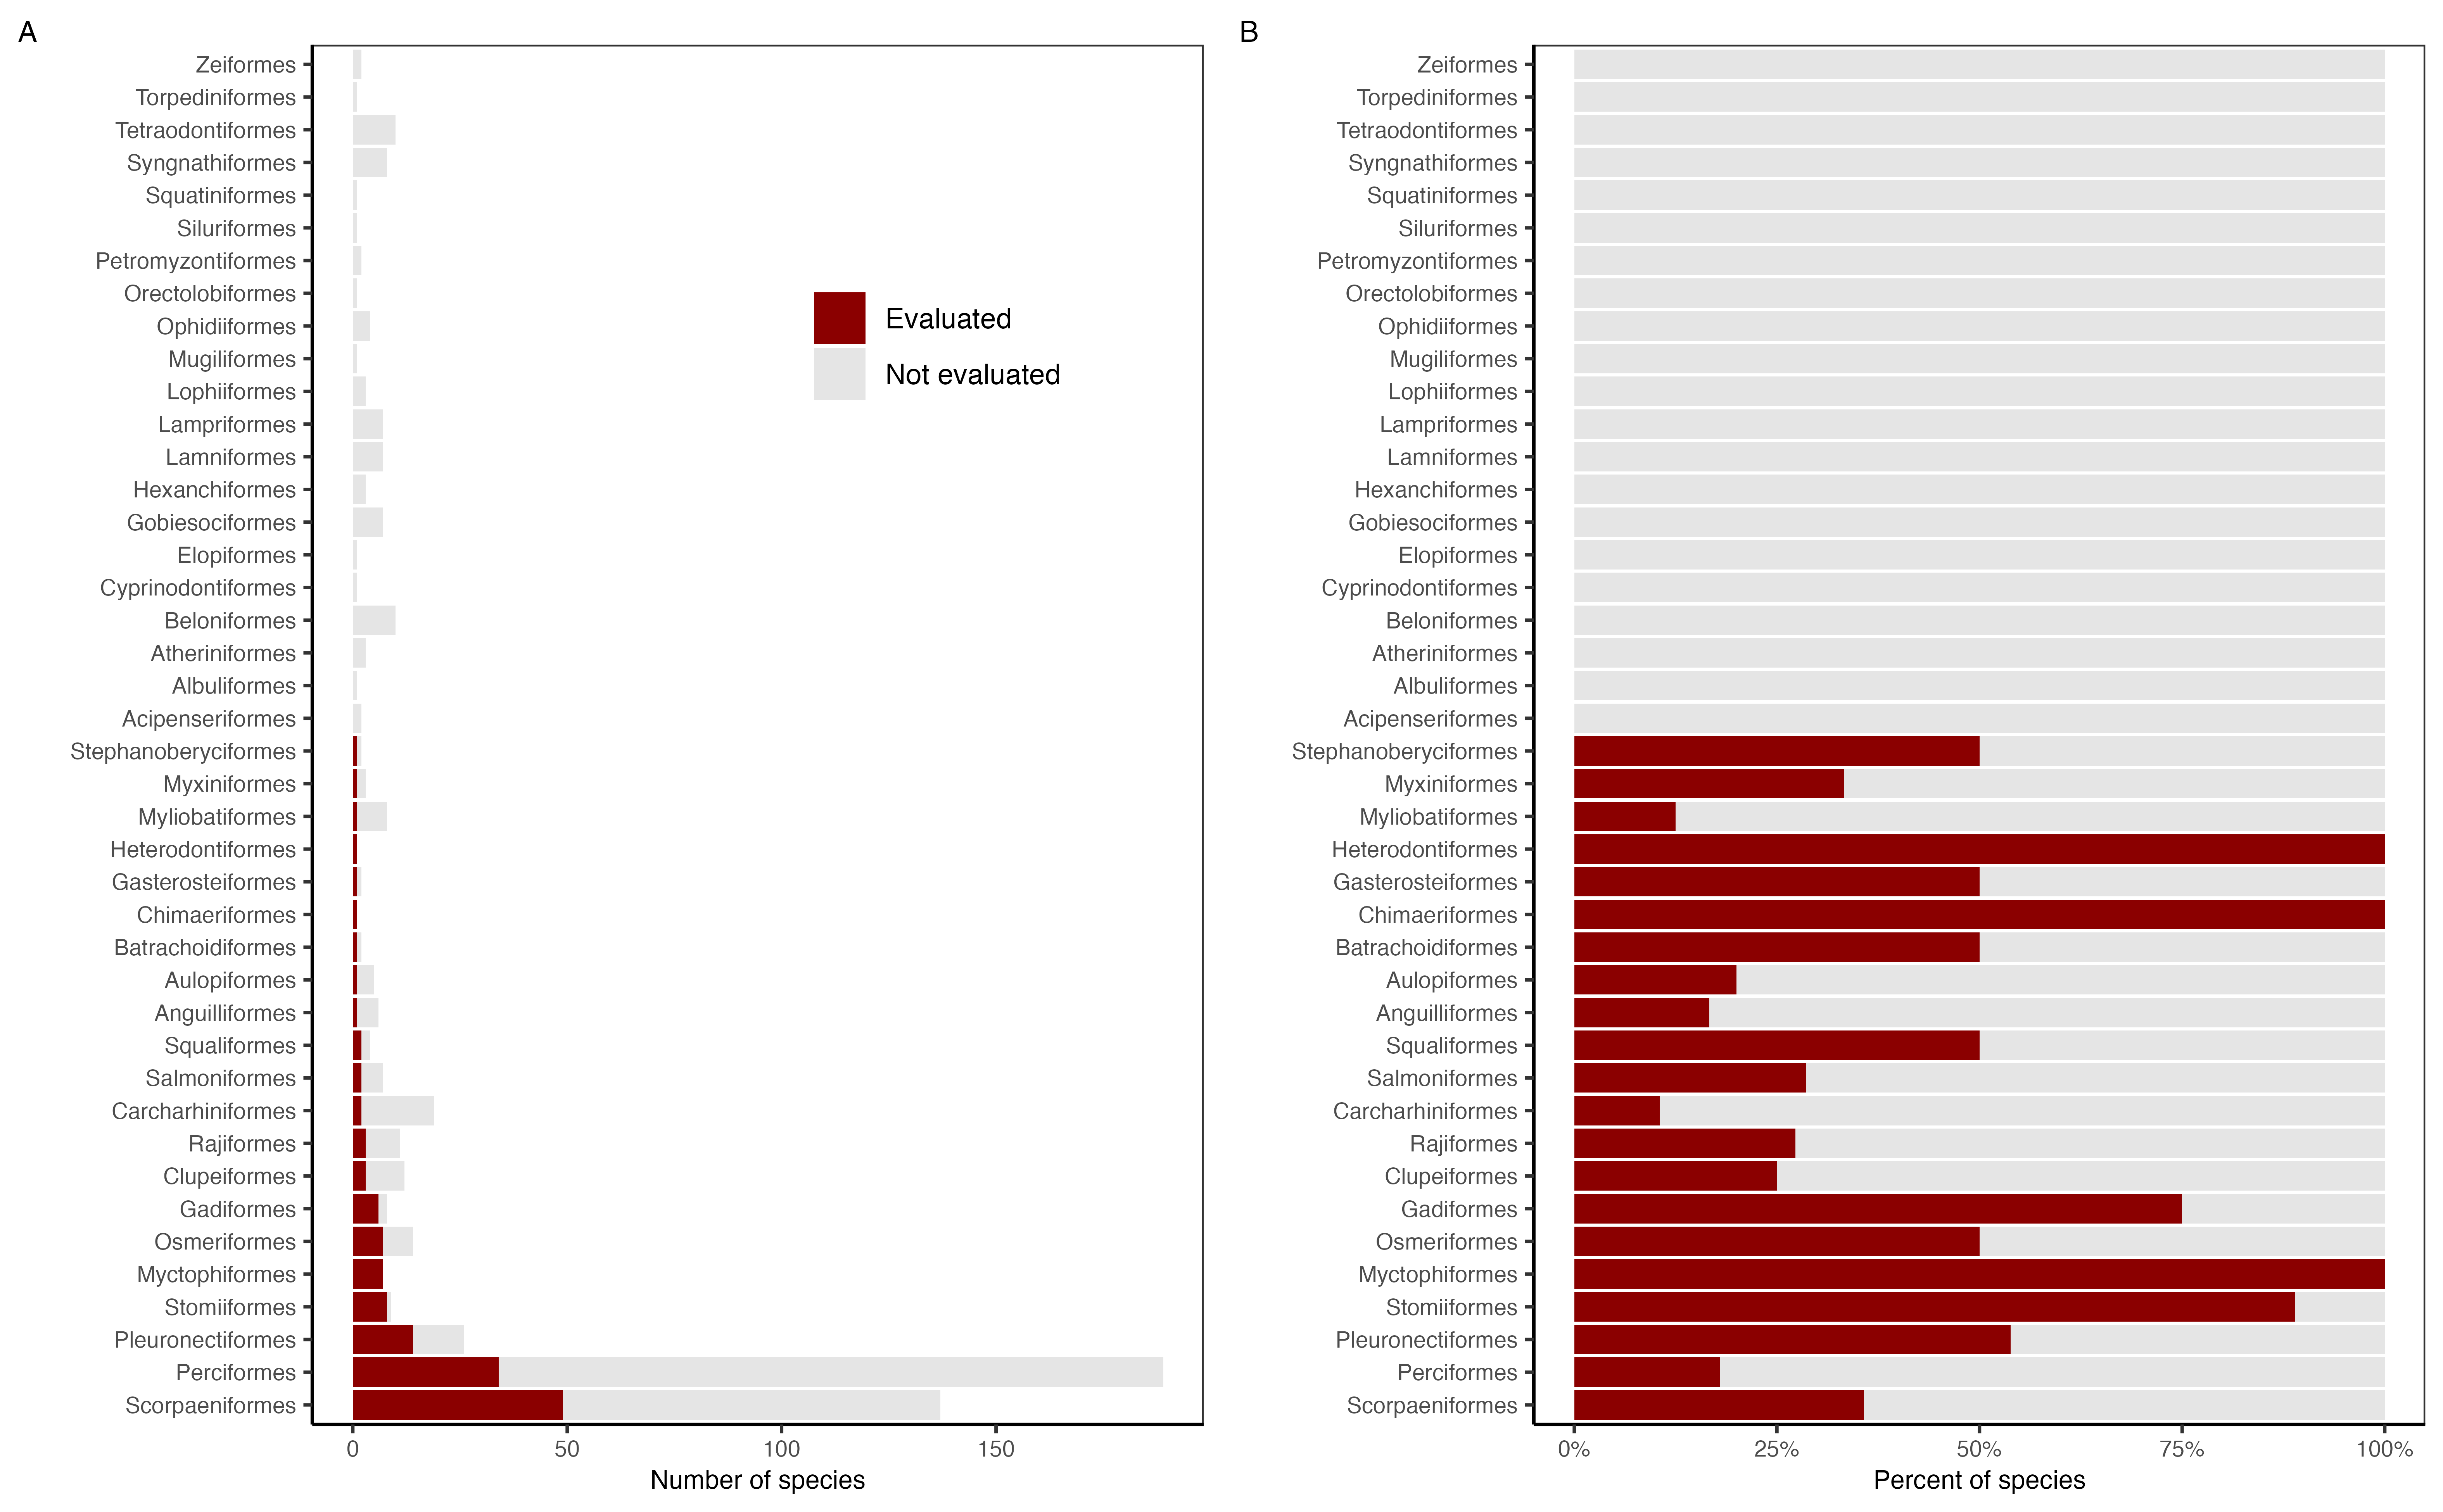 A
Zeiformes
Torpediniformes
Tetraodontiformes
Syngnathiformes
Squatiniformes
Siluriformes
Petromyzontiformes
Orectolobiformes
Ophidiiformes
Mugiliformes
Lophiiformes
Lampriformes
Lamniformes
Hexanchiformes
Gobiesociformes
Elopiformes
Cyprinodontiformes
Beloniformes
Atheriniformes
Albuliformes
Acipenseriformes
Stephanoberyciformes
Myxiniformes
Myliobatiformes
Heterodontiformes
Gasterosteiformes
Chimaeriformes
Batrachoidiformes
Aulopiformes
Anguilliformes
Squaliformes
Salmoniformes
Carcharhiniformes
Rajiformes
Clupeiformes
Gadiformes
Osmeriformes
Myctophiformes
Stomiiformes
Pleuronectiformes
Perciformes
Scorpaeniformes
Evaluated
Not evaluated
0 50 100 150
Number of species
B
Zeiformes
Torpediniformes
Tetraodontiformes
Syngnathiformes
Squatiniformes
Siluriformes
Petromyzontiformes
Orectolobiformes
Ophidiiformes
Mugiliformes
Lophiiformes
Lampriformes
Lamniformes
Hexanchiformes
Gobiesociformes
Elopiformes
Cyprinodontiformes
Beloniformes
Atheriniformes
Albuliformes
Acipenseriformes
Stephanoberyciformes
Myxiniformes
Myliobatiformes
Heterodontiformes
Gasterosteiformes
Chimaeriformes
Batrachoidiformes
Aulopiformes
Anguilliformes
Squaliformes
Salmoniformes
Carcharhiniformes
Rajiformes
Clupeiformes
Gadiformes
Osmeriformes
Myctophiformes
Stomiiformes
Pleuronectiformes
Perciformes
Scorpaeniformes
0% 25% 50% 75% 100%
Percent of species